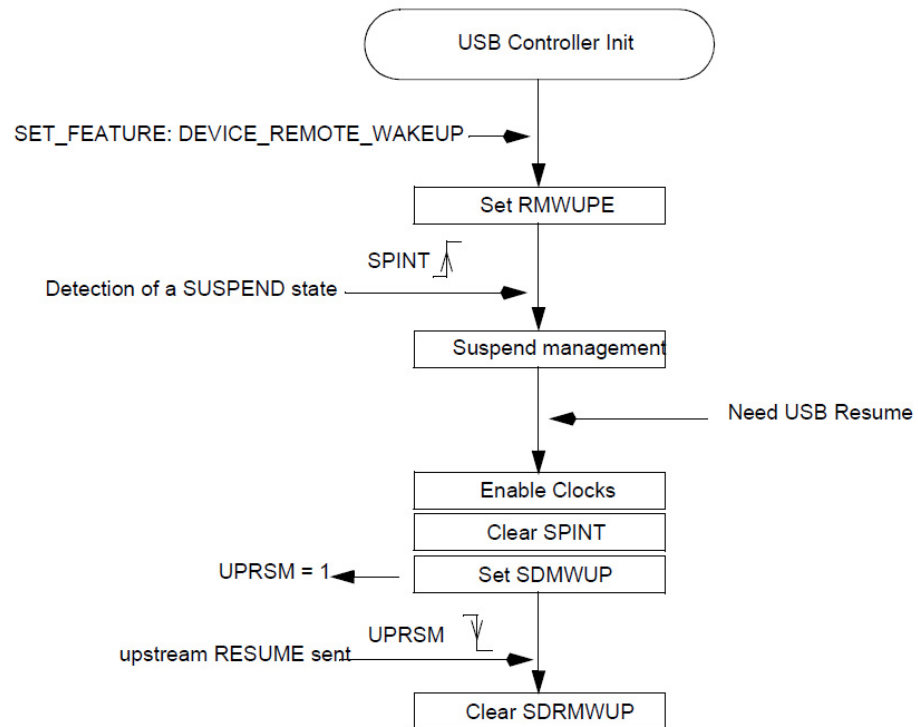 USB Controller Init
SET_FEATURE: DEVICE_REMOTE_WAKEUP
Set RMWUPE
SPINT
Detection of a SUSPEND state
Suspend management
Need USB Resume
Enable Clocks
Clear SPINT
UPRSM = 1
Set SDMWUP
UPRSM
upstream RESUME sent
Clear SDRMWUP